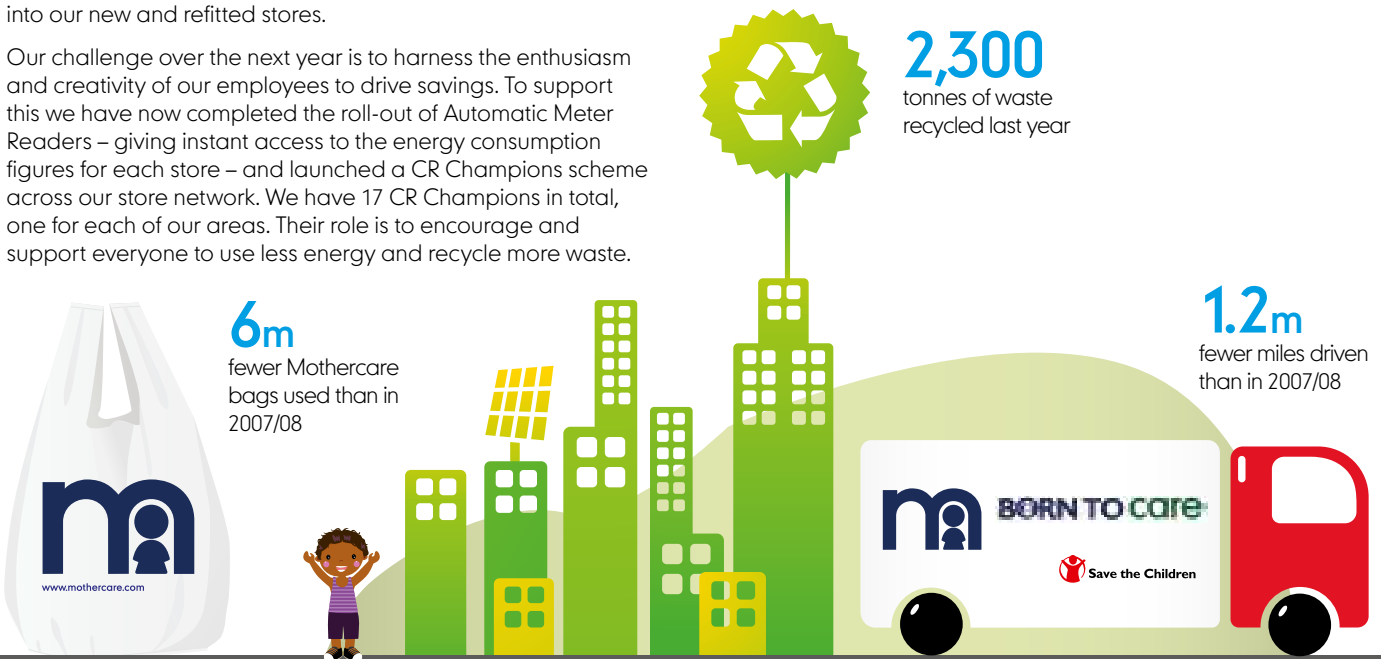 into our new and refitted stores.
Our challenge over the next year is to harness the enthusiasm
and creativity of our employees to drive savings. To support
this we have now completed the roll-out of Automatic Meter
Readers – giving instant access to the energy consumption
figures for each store – and launched a CR Champions scheme
across our store network. We have 17 CR Champions in total,
one for each of our areas. Their role is to encourage and
support everyone to use less energy and recycle more waste.
2,300
tonnes of waste
recycled last year
6m
fewer Mothercare
bags used than in
2007/08
1.2m
fewer miles driven
than in 2007/08
m
www.mothercare.com
m
BORN TO care
Save the Children